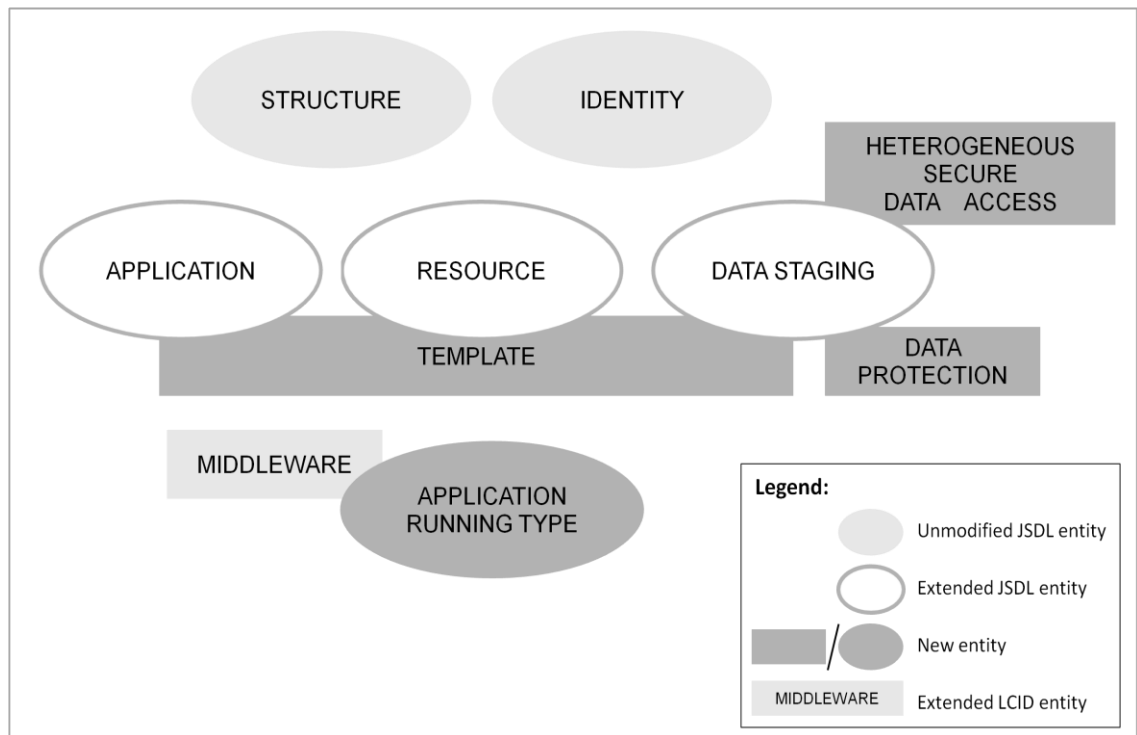 STRUCTURE
IDENTITY
HETEROGENEOUS
SECURE
DATA ACCESS
APPLICATION
RESOURCE
DATA STAGING
TEMPLATE
DATA
PROTECTION
MIDDLEWARE
APPLICATION
RUNNING TYPE
Legend:
Unmodified JSDL entity
Extended JSDL entity
/
New entity
MIDDLEWARE
Extended LCID entity